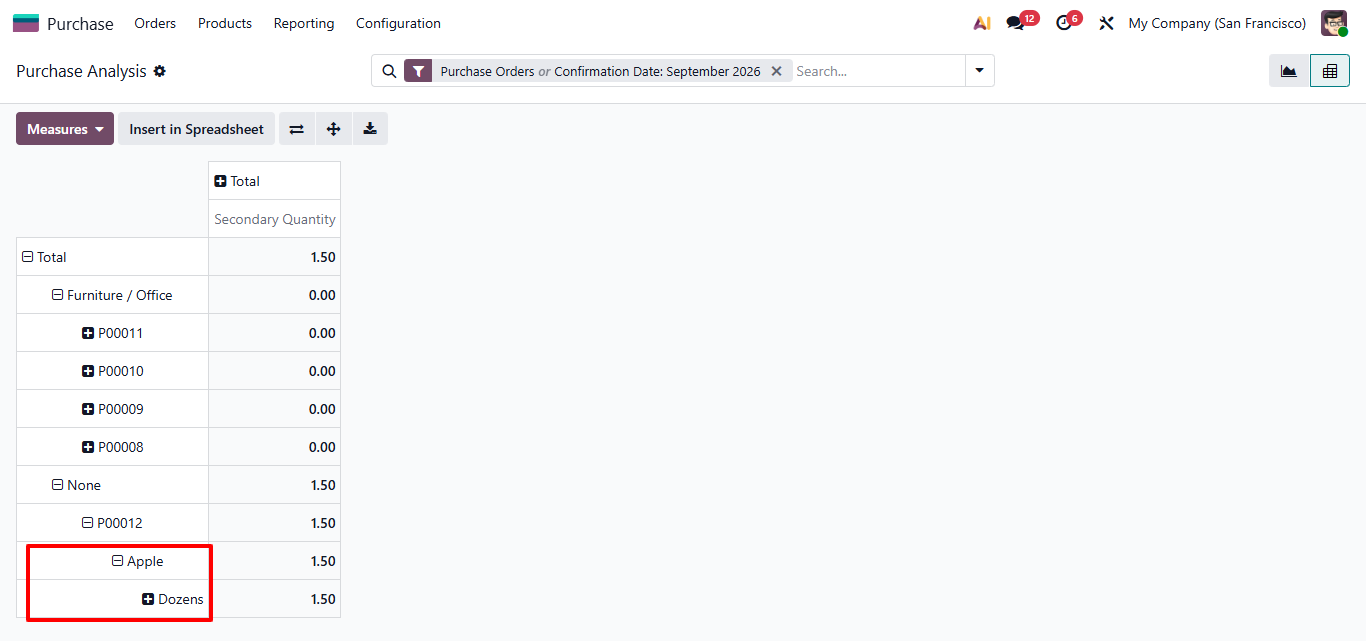 Purchase Orders Products Reporting Configuration AI 12 6 My Company (San Francisco)
Purchase Analysis Purchase Orders or Confirmation Date: September 2026 Search...
Measures Insert in Spreadsheet
Total
Secondary Quantity
Total 1.50
Furniture / Office 0.00
P00011 0.00
P00010 0.00
P00009 0.00
P00008 0.00
None 1.50
P00012 1.50
Apple 1.50
Dozens 1.50